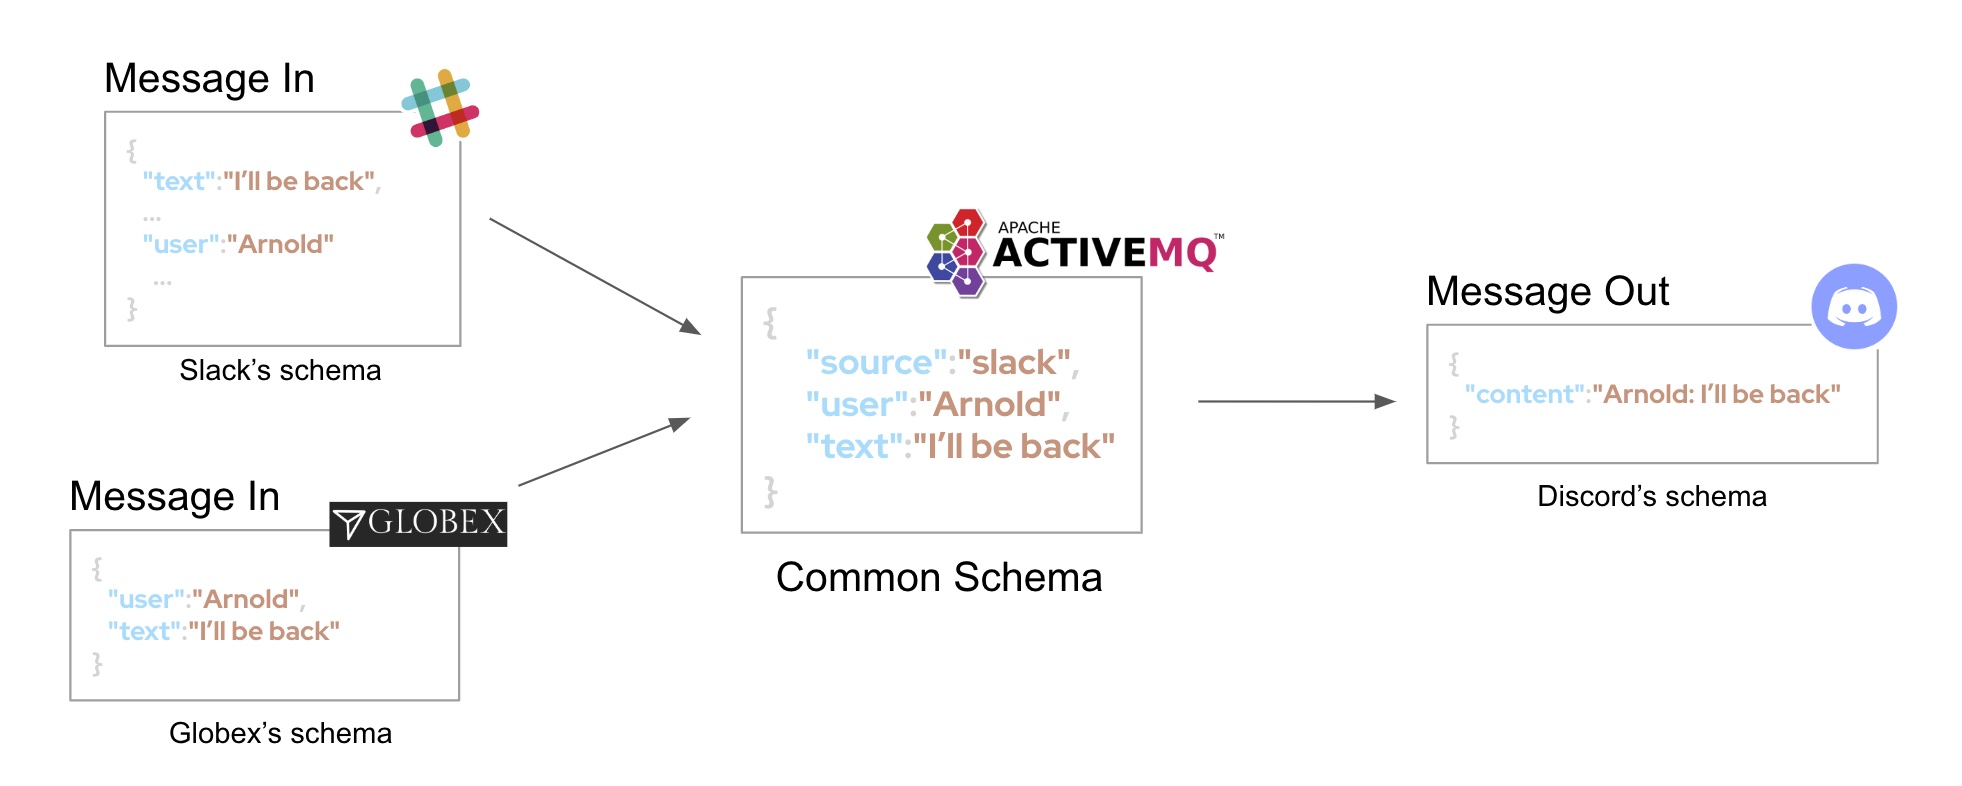 Message In
{
"text":"I’ll be back",
...
"user":"Arnold"
...
}
Slack’s schema
Message In
GLOBEX
{
"user":"Arnold",
"text":"I’ll be back"
}
Globex’s schema
APACHE
ACTIVEMQ™
{
"source":"slack",
"user":"Arnold",
"text":"I’ll be back"
}
Common Schema
Message Out
{
"content":"Arnold: I’ll be back"
}
Discord’s schema